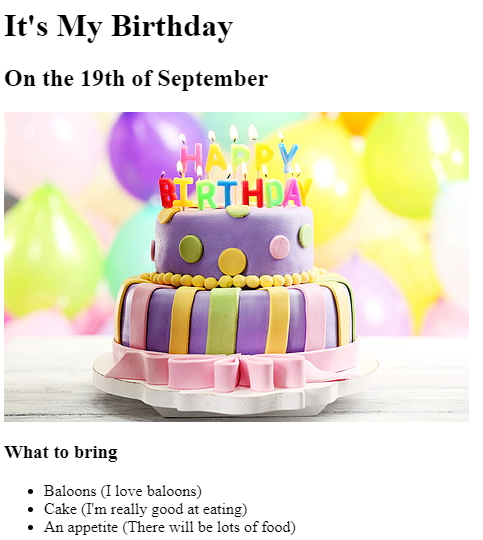 It's My Birthday
On the 19th of September
HAPPY
BIRTHDAY
What to bring
Baloons (I love baloons)
Cake (I'm really good at eating)
An appetite (There will be lots of food)